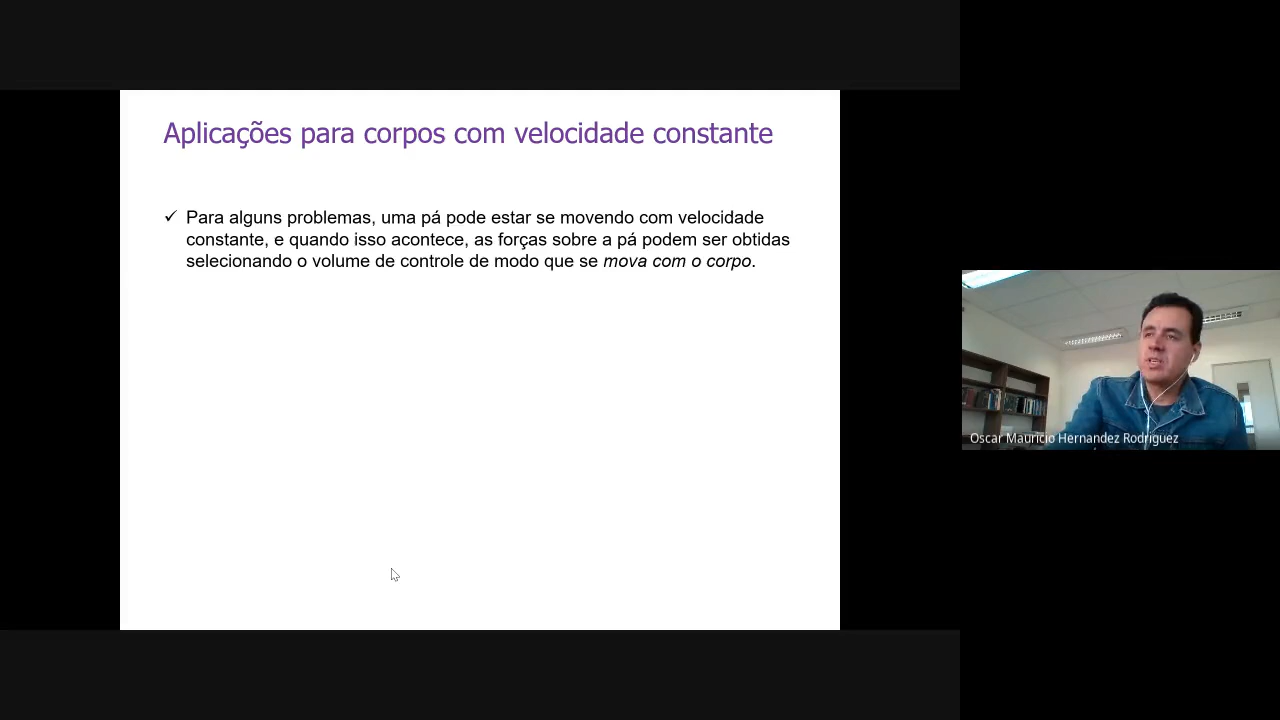 Aplicações para corpos com velocidade constante
✓ Para alguns problemas, uma pá pode estar se movendo com velocidade
constante, e quando isso acontece, as forças sobre a pá podem ser obtidas
selecionando o volume de controle de modo que se mova com o corpo.
Oscar Mauricio Hernandez Rodriguez